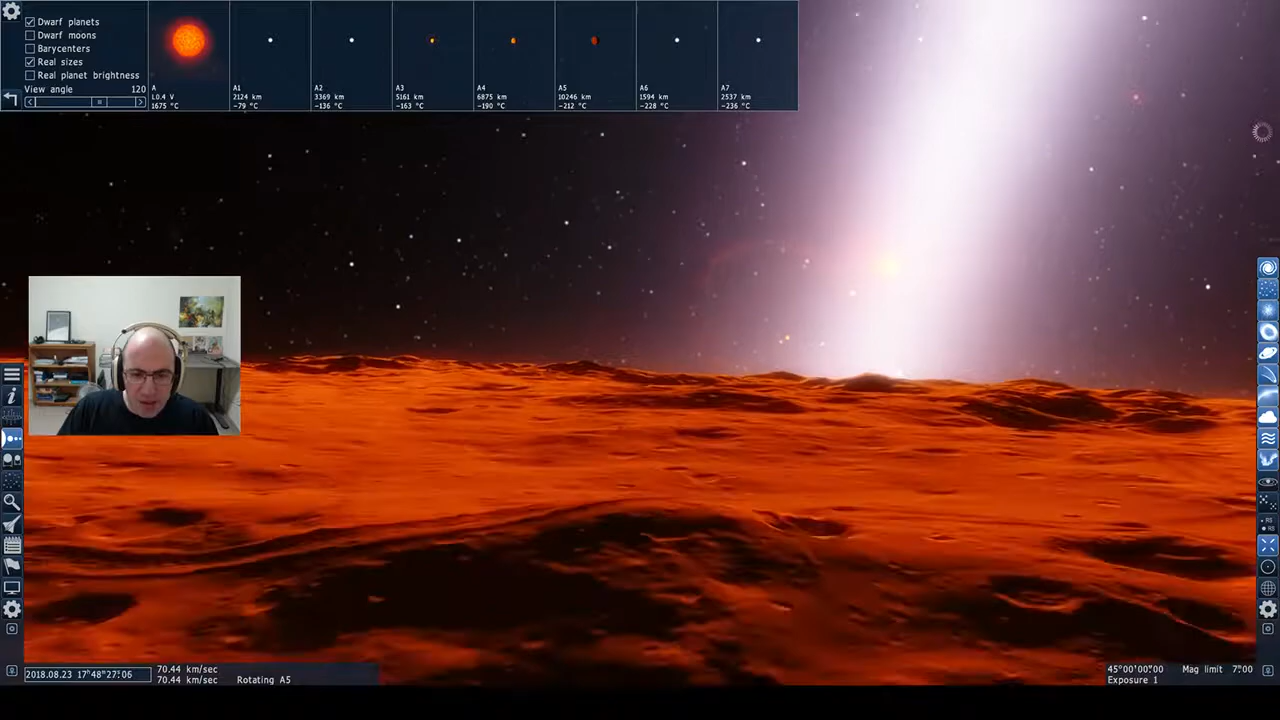 Dwarf planets
Dwarf moons
Barycenters
Real sizes
Real planet brightness
View angle 120
A
L0.4 V
1675 °C
A1
2124 km
-79 °C
A2
3369 km
-136 °C
A3
5161 km
-163 °C
A4
6875 km
-190 °C
A5
10246 km
-212 °C
A6
1594 km
-228 °C
A7
2537 km
-236 °C
2018.08.23 17:48:27.06
70.44 km/sec
70.44 km/sec
Rotating A5
45°00'00.00 Mag limit 7.00
Exposure 1